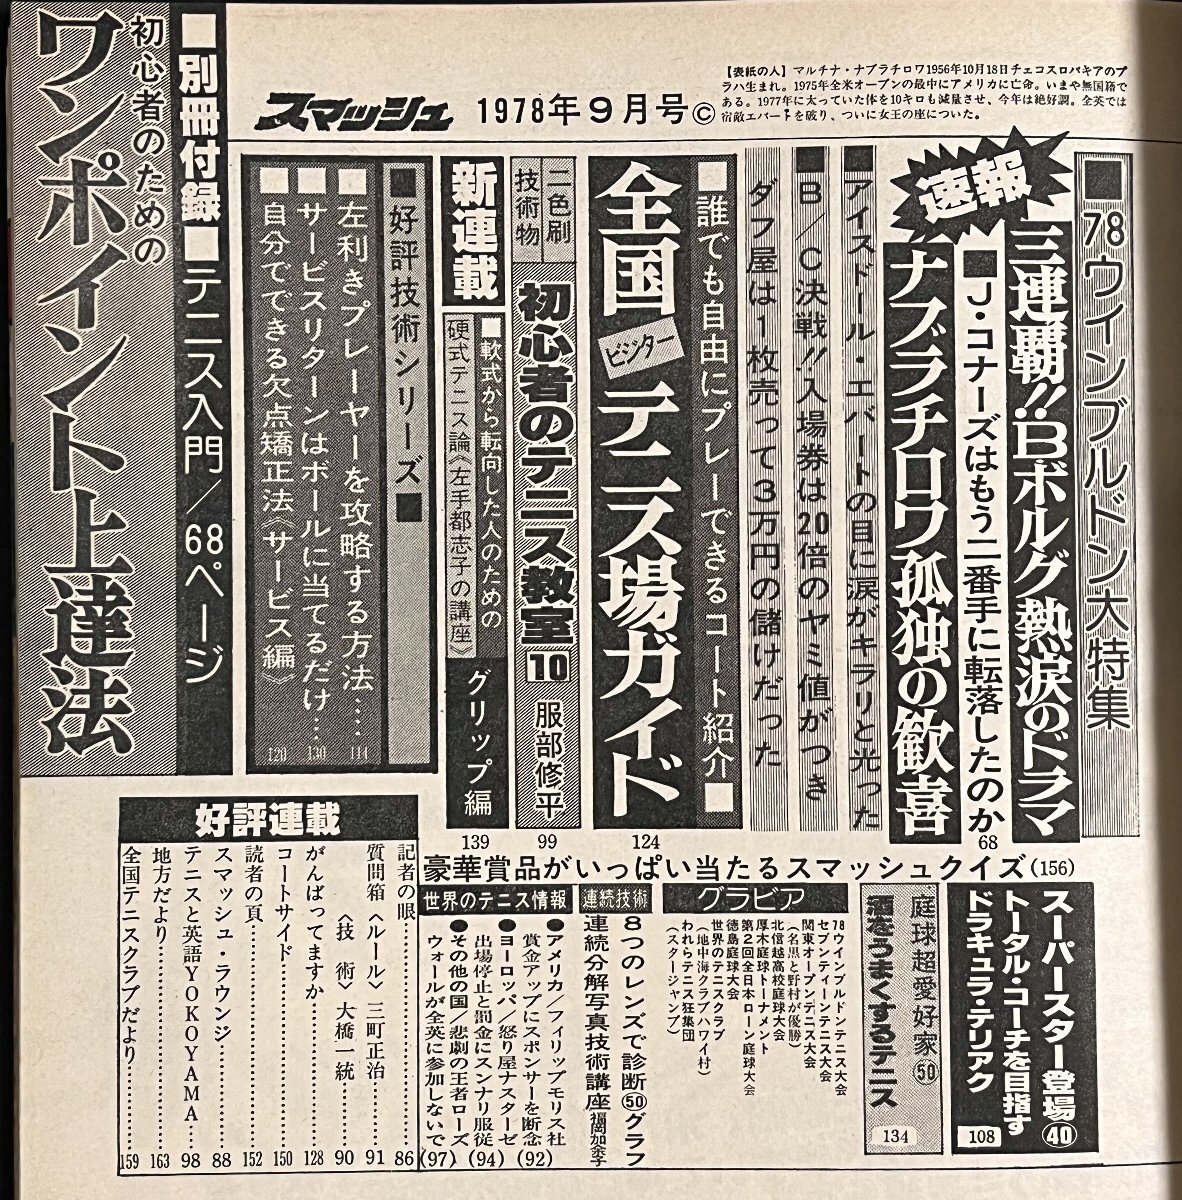 【表紙の人】マルチナ・ナブラチロワ1956年10月18日チェコスロバキアのプ
ラハ生まれ。1975年全米オープンの最中にアメリカに亡命。いまや無国籍で
ある。1977年に太っていた体を10キロも減量させ、今年は絶好調。全英では
宿敵エバートを破り、ついに女王の座についた。
スマッシュ 1978年9月号©
■78ウインブルドン大特集
速報
■三連覇!!Bボルグ熱涙のドラマ
■J・コナーズはもう二番手に転落したのか 68
ナブラチロワ孤独の歓喜
■アイスドール・エバートの目に涙がキラリと光った
■B/C決戦!!入場券は20倍のヤミ値がつき
ダフ屋は1枚売って3万円の儲けだった
■誰でも自由にプレーできるコート紹介■
全国ビジターテニス場ガイド 124
二色刷
技術物
初心者のテニス教室10 服部修平 99
新連載
■軟式から転向した人のための
硬式テニス論《左手都志子の講座》
グリップ編 139
■好評技術シリーズ■
■左利きプレーヤーを攻略する方法…… 114
■サービスリターンはボールに当てるだけ… 130
■自分でできる欠点矯正法《サービス編》 120
■別冊付録■テニス入門/68ページ
初心者のための
ワンポイント上達法
豪華賞品がいっぱい当たるスマッシュクイズ(156)
スーパースター登場㊵
トータル・コーチを目指す
ドラキュラ・テリアク 108
庭球超愛好家㊿
酒をうまくするテニス 134
グラビア
78ウインブルドンテニス大会
セブンティーンテニス大会
関東オープンテニス大会
(名黒と野村が優勝)
北信越高校庭球大会
厚木庭球トーナメント
第2回全日本ローン庭球大会
徳島庭球大会
世界のテニスクラブ
(地中海クラブハワイ村)
われらテニス狂集団
(スタージャンプ)
連続技術
8つのレンズで診断㊿グラフ
連続分解写真技術講座 福岡加余子
世界のテニス情報
●アメリカ/フィリップモリス社
賞金アップにスポンサーを断念(92)
●ヨーロッパ/怒り屋ナスターゼ
出場停止と罰金にスンナリ服従(94)
●その他の国/悲劇の王者ローズ
ウォールが全英に参加しないで(97)
好評連載
記者の眼…………86
質問箱〈ルール〉三町正治………91
〈技 術〉大橋一統………90
がんばってますか…………128
コートサイド…………150
読者の頁…………152
スマッシュ・ラウンジ…………88
テニスと英語YOKOYAMA…98
地方だより…………163
全国テニスクラブだより…………159